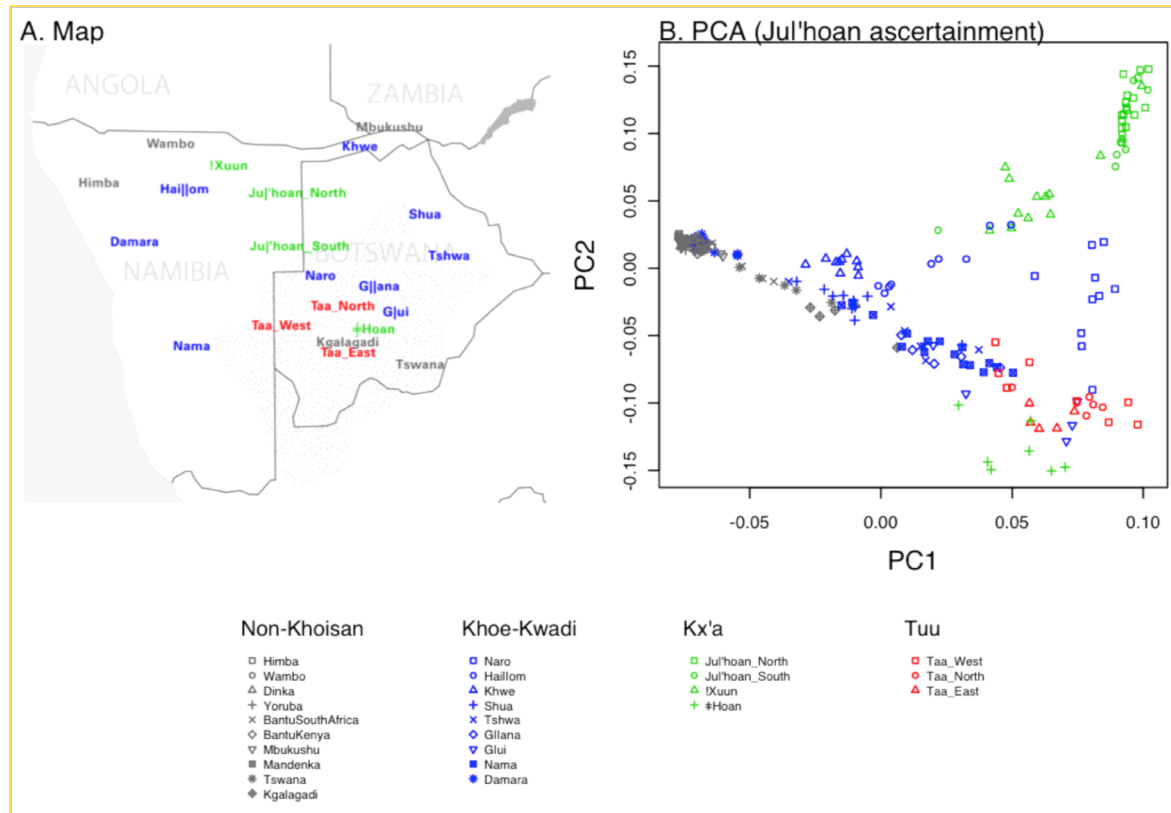 A. Map
B. PCA (Jul'hoan ascertainment)
ANGOLA
ZAMBIA
Mbukushu
Wambo
Khwe
!Xuun
Himba
Hai||om
Ju|'hoan_North
Shua
Damara
Ju|'hoan_South
BOTSWANA
Tshwa
NAMIBIA
Naro
G||ana
Taa_North
G|ui
Taa_West
ǂHoan
Kgalagadi
Taa_East
Nama
Tswana
PC2
0.15
0.10
0.05
0.00
-0.05
-0.10
-0.15
-0.05
0.00
0.05
0.10
PC1
Non-Khoisan
Himba
Wambo
Dinka
Yoruba
BantuSouthAfrica
BantuKenya
Mbukushu
Mandenka
Tswana
Kgalagadi
Khoe-Kwadi
Naro
Haillom
Khwe
Shua
Tshwa
Gllana
Glui
Nama
Damara
Kx'a
Jul'hoan_North
Jul'hoan_South
!Xuun
ǂHoan
Tuu
Taa_West
Taa_North
Taa_East